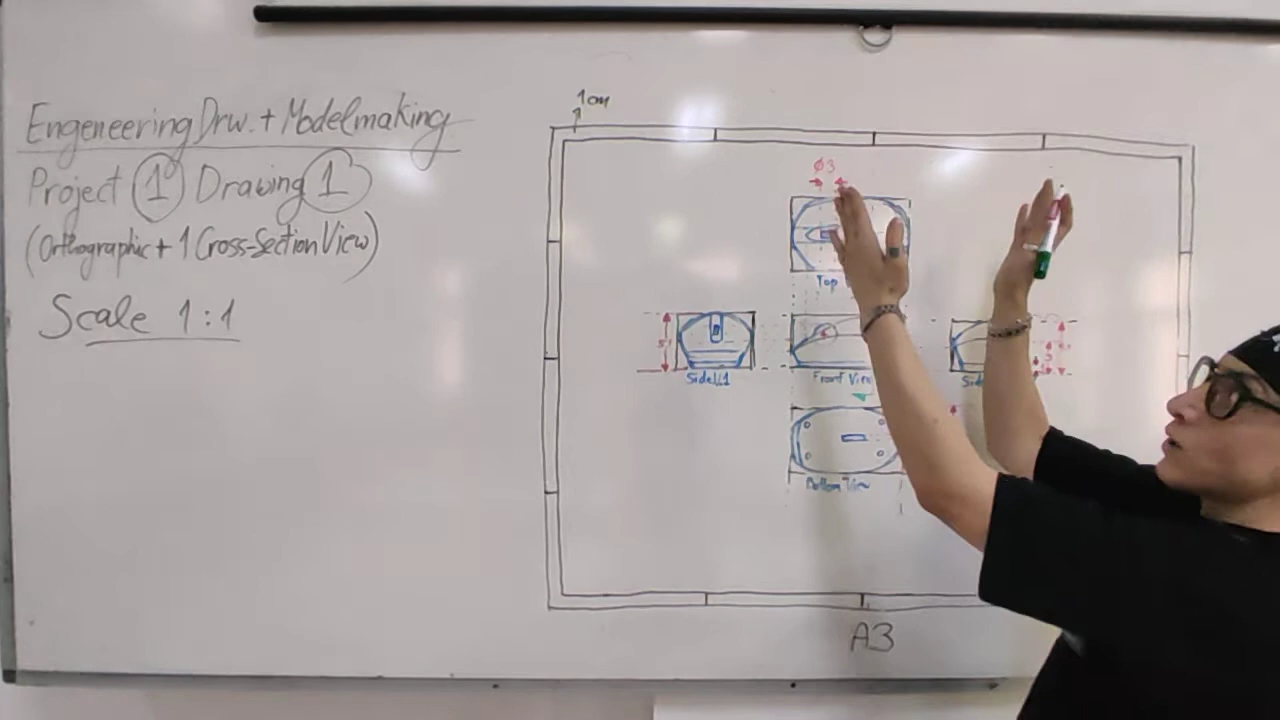 Engeneering Drw. + Modelmaking
Project 1 Drawing 1
(Orthographic + 1 Cross-Section View)
Scale 1:1
1cm
Ø3
Top
Side V.1
Front View
Sid
Bottom View
A3